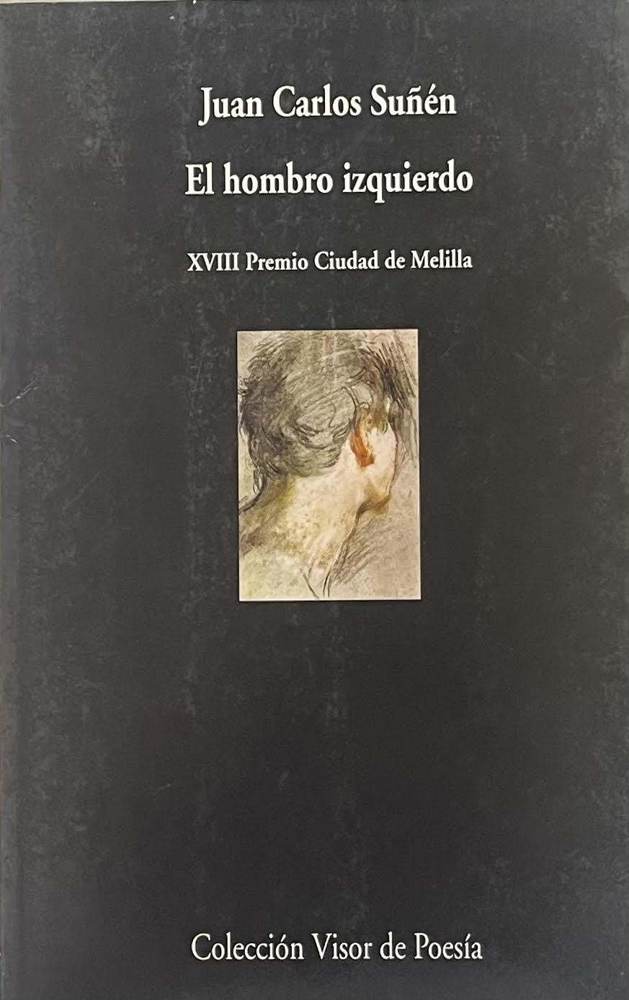 Juan Carlos Suñén
El hombro izquierdo
XVIII Premio Ciudad de Melilla
Colección Visor de Poesía